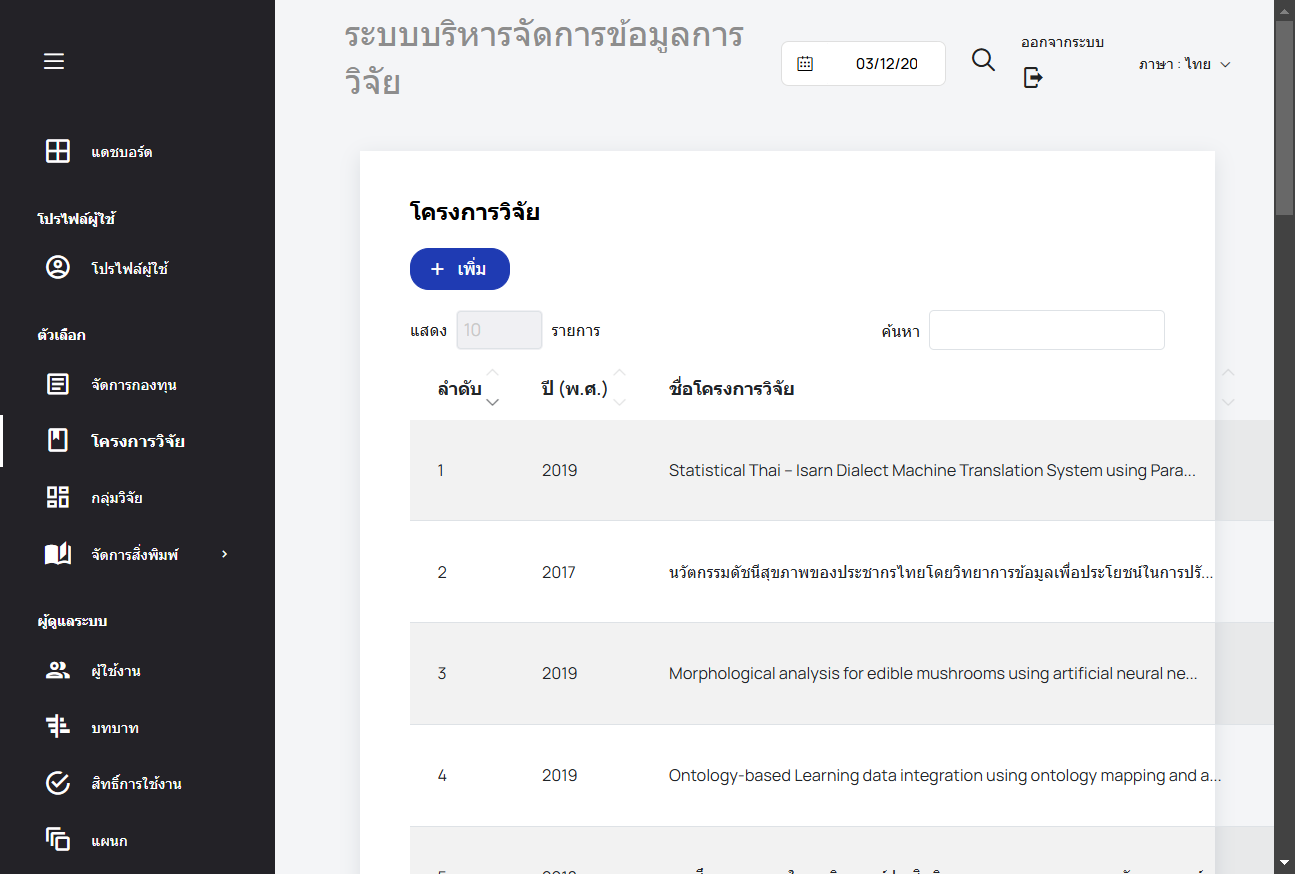 ระบบบริหารจัดการข้อมูลการ
วิจัย
03/12/20
ออกจากระบบ
ภาษา : ไทย
แดชบอร์ด
โปรไฟล์ผู้ใช้
โปรไฟล์ผู้ใช้
ตัวเลือก
จัดการกองทุน
โครงการวิจัย
กลุ่มวิจัย
จัดการสิ่งพิมพ์
ผู้ดูแลระบบ
ผู้ใช้งาน
บทบาท
สิทธิ์การใช้งาน
แผนก
โครงการวิจัย
+ เพิ่ม
แสดง 10 รายการ
ค้นหา
ลำดับ ปี (พ.ศ.) ชื่อโครงการวิจัย
1 2019 Statistical Thai – Isarn Dialect Machine Translation System using Para...
2 2017 นวัตกรรมดัชนีสุขภาพของประชากรไทยโดยวิทยาการข้อมูลเพื่อประโยชน์ในการปรั...
3 2019 Morphological analysis for edible mushrooms using artificial neural ne...
4 2019 Ontology-based Learning data integration using ontology mapping and a...